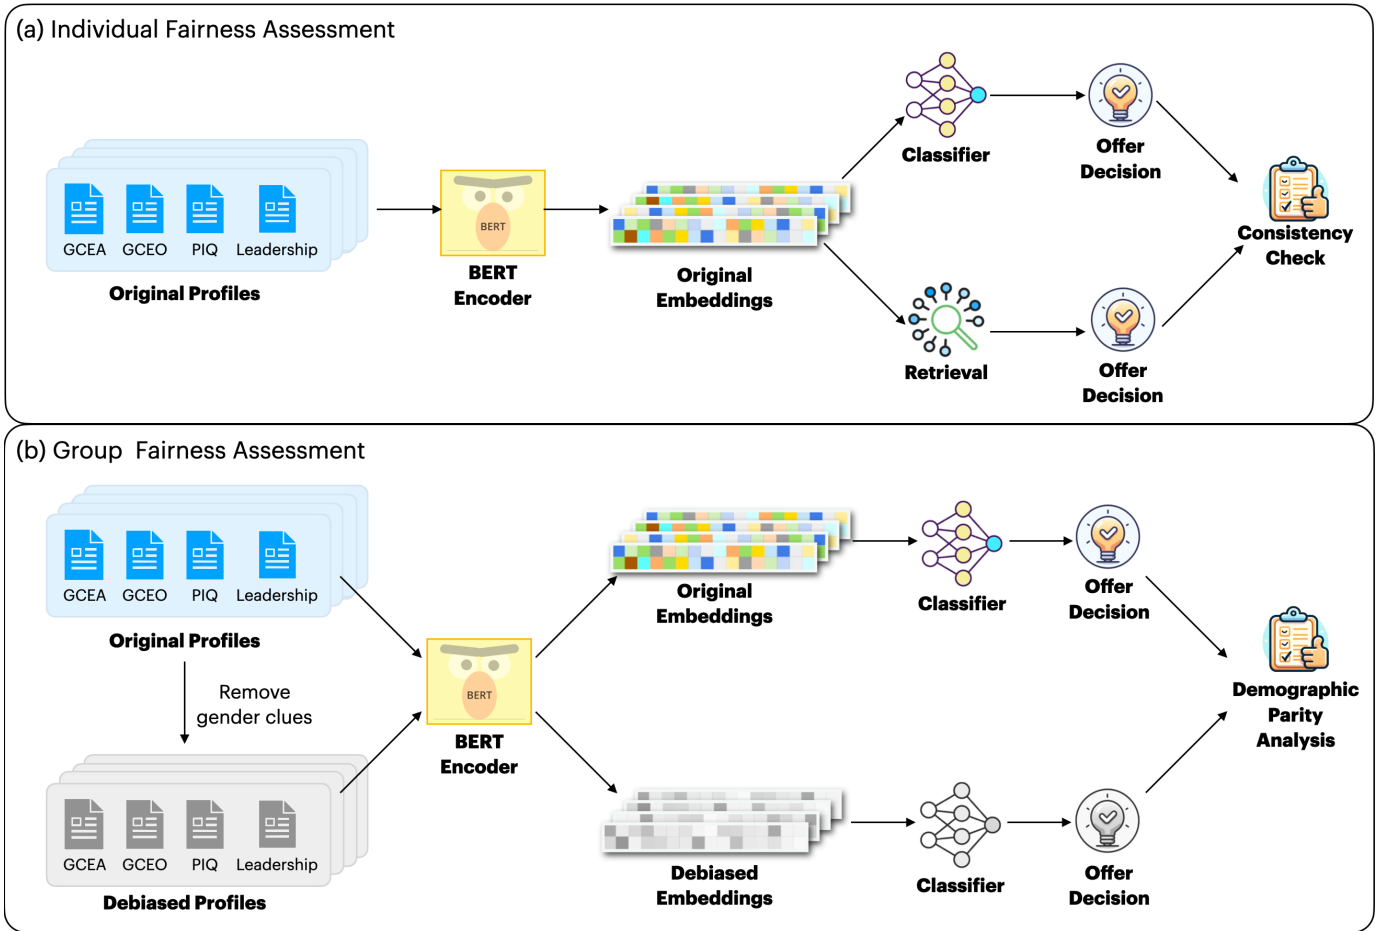 (a) Individual Fairness Assessment
GCEA
GCEO
PIQ
Leadership
Original Profiles
BERT
BERT
Encoder
Original
Embeddings
Classifier
Offer
Decision
Retrieval
Offer
Decision
Consistency
Check
(b) Group  Fairness Assessment
GCEA
GCEO
PIQ
Leadership
Original Profiles
Remove
gender clues
GCEA
GCEO
PIQ
Leadership
Debiased Profiles
BERT
BERT
Encoder
Original
Embeddings
Classifier
Offer
Decision
Debiased
Embeddings
Classifier
Offer
Decision
Demographic
Parity
Analysis